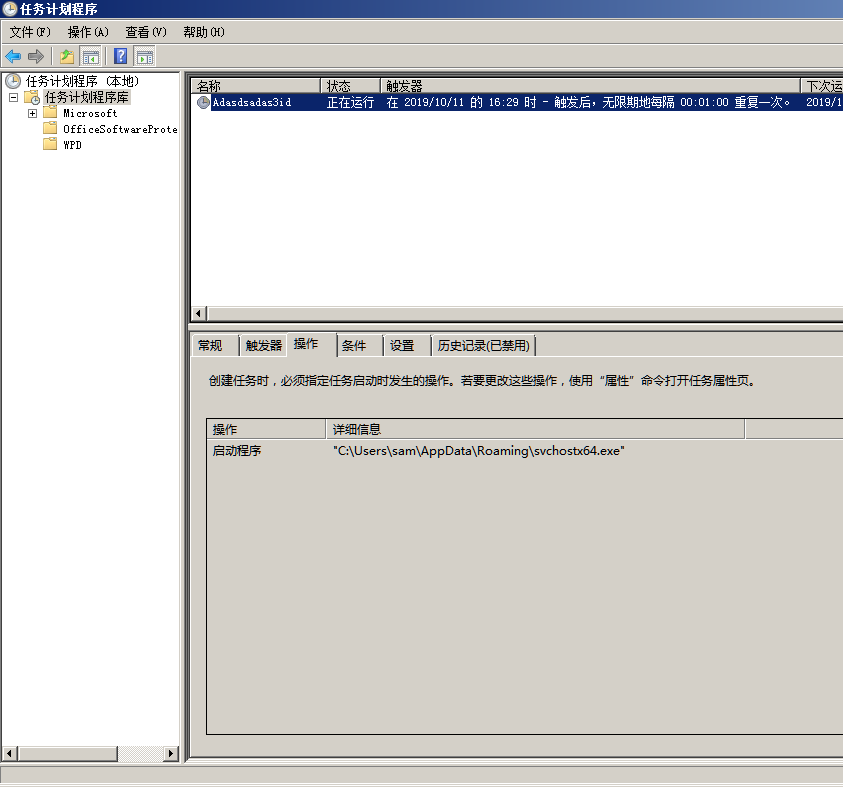 任务计划程序
文件(F) 操作(A) 查看(V) 帮助(H)
任务计划程序 (本地)
任务计划程序库
Microsoft
OfficeSoftwareProte
WPD
名称 状态 触发器 下次运
Adasdsadas3id 正在运行 在 2019/10/11 的 16:29 时 - 触发后，无限期地每隔 00:01:00 重复一次。 2019/1
常规 触发器 操作 条件 设置 历史记录(已禁用)
创建任务时，必须指定任务启动时发生的操作。若要更改这些操作，使用“属性”命令打开任务属性页。
操作 详细信息
启动程序 "C:\Users\sam\AppData\Roaming\svchostx64.exe"